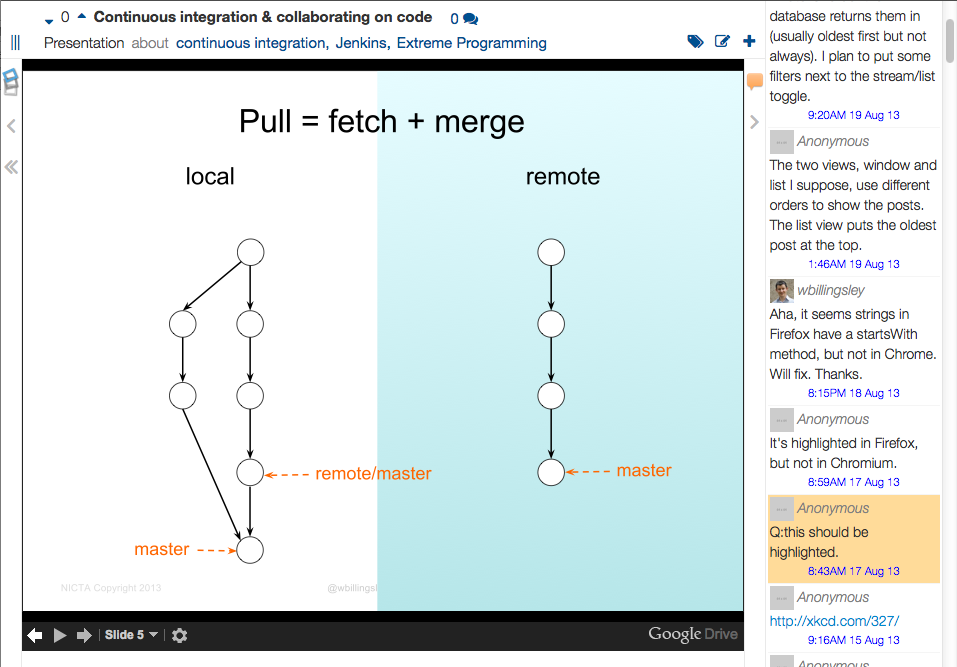 0 Continuous integration & collaborating on code 0
Presentation about continuous integration, Jenkins, Extreme Programming
Pull = fetch + merge
local
remote
remote/master
master
master
NICTA Copyright 2013
@wbillingsl
Slide 5
Google Drive
database returns them in
(usually oldest first but not
always). I plan to put some
filters next to the stream/list
toggle.
9:20AM 19 Aug 13
Anonymous
The two views, window and
list I suppose, use different
orders to show the posts.
The list view puts the oldest
post at the top.
1:46AM 19 Aug 13
wbillingsley
Aha, it seems strings in
Firefox have a startsWith
method, but not in Chrome.
Will fix. Thanks.
8:15PM 18 Aug 13
Anonymous
It's highlighted in Firefox,
but not in Chromium.
8:59AM 17 Aug 13
Anonymous
Q:this should be
highlighted.
8:43AM 17 Aug 13
Anonymous
http://xkcd.com/327/
9:16AM 15 Aug 13
Anonymous